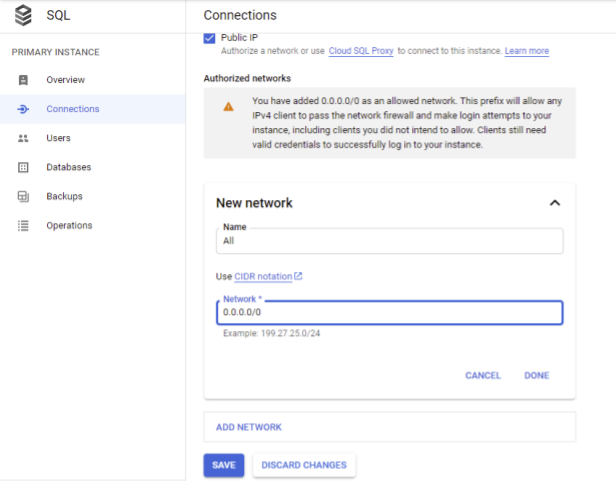 SQL
Connections
PRIMARY INSTANCE
Overview
Connections
Users
Databases
Backups
Operations
Public IP
Authorize a network or use Cloud SQL Proxy to connect to this instance. Learn more
Authorized networks
You have added 0.0.0.0/0 as an allowed network. This prefix will allow any
IPv4 client to pass the network firewall and make login attempts to your
instance, including clients you did not intend to allow. Clients still need
valid credentials to successfully log in to your instance.
New network
Name
All
Use CIDR notation
Network *
0.0.0.0/0
Example: 199.27.25.0/24
CANCEL DONE
ADD NETWORK
SAVE DISCARD CHANGES